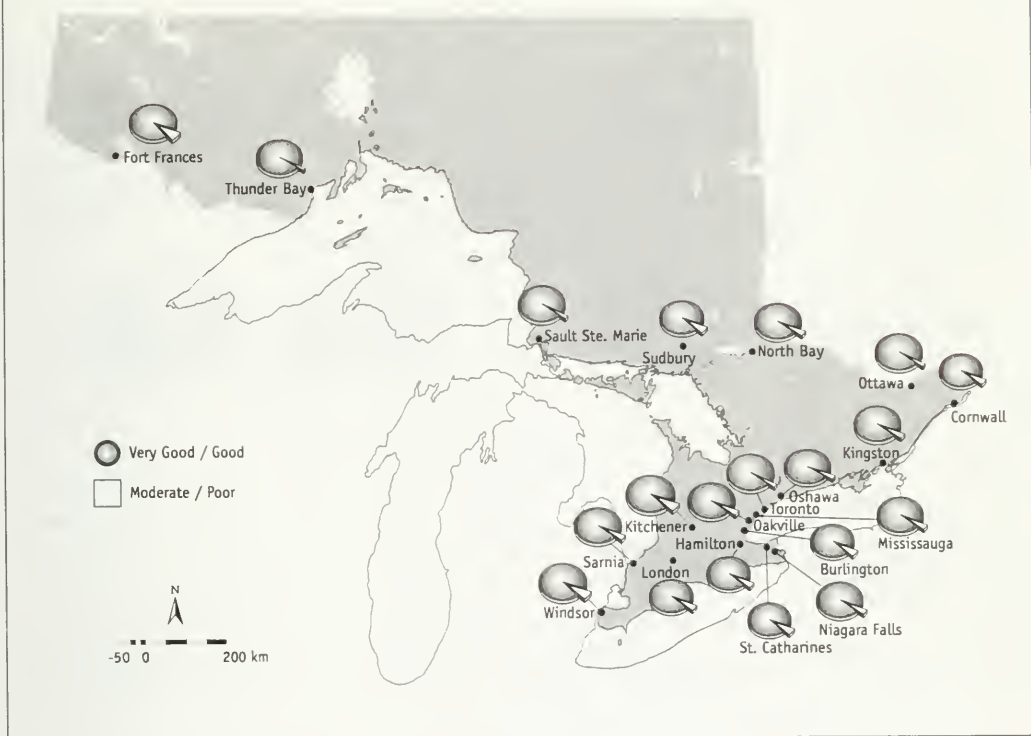 Fort Frances
Thunder Bay
Sault Ste. Marie
Sudbury
North Bay
Ottawa
Cornwall
Kingston
Very Good / Good
Moderate / Poor
Oshawa
Toronto
Kitchener
Oakville
Mississauga
Hamilton
Burlington
Sarnia
London
Windsor
Niagara Falls
St. Catharines
N
-50 0 200 km